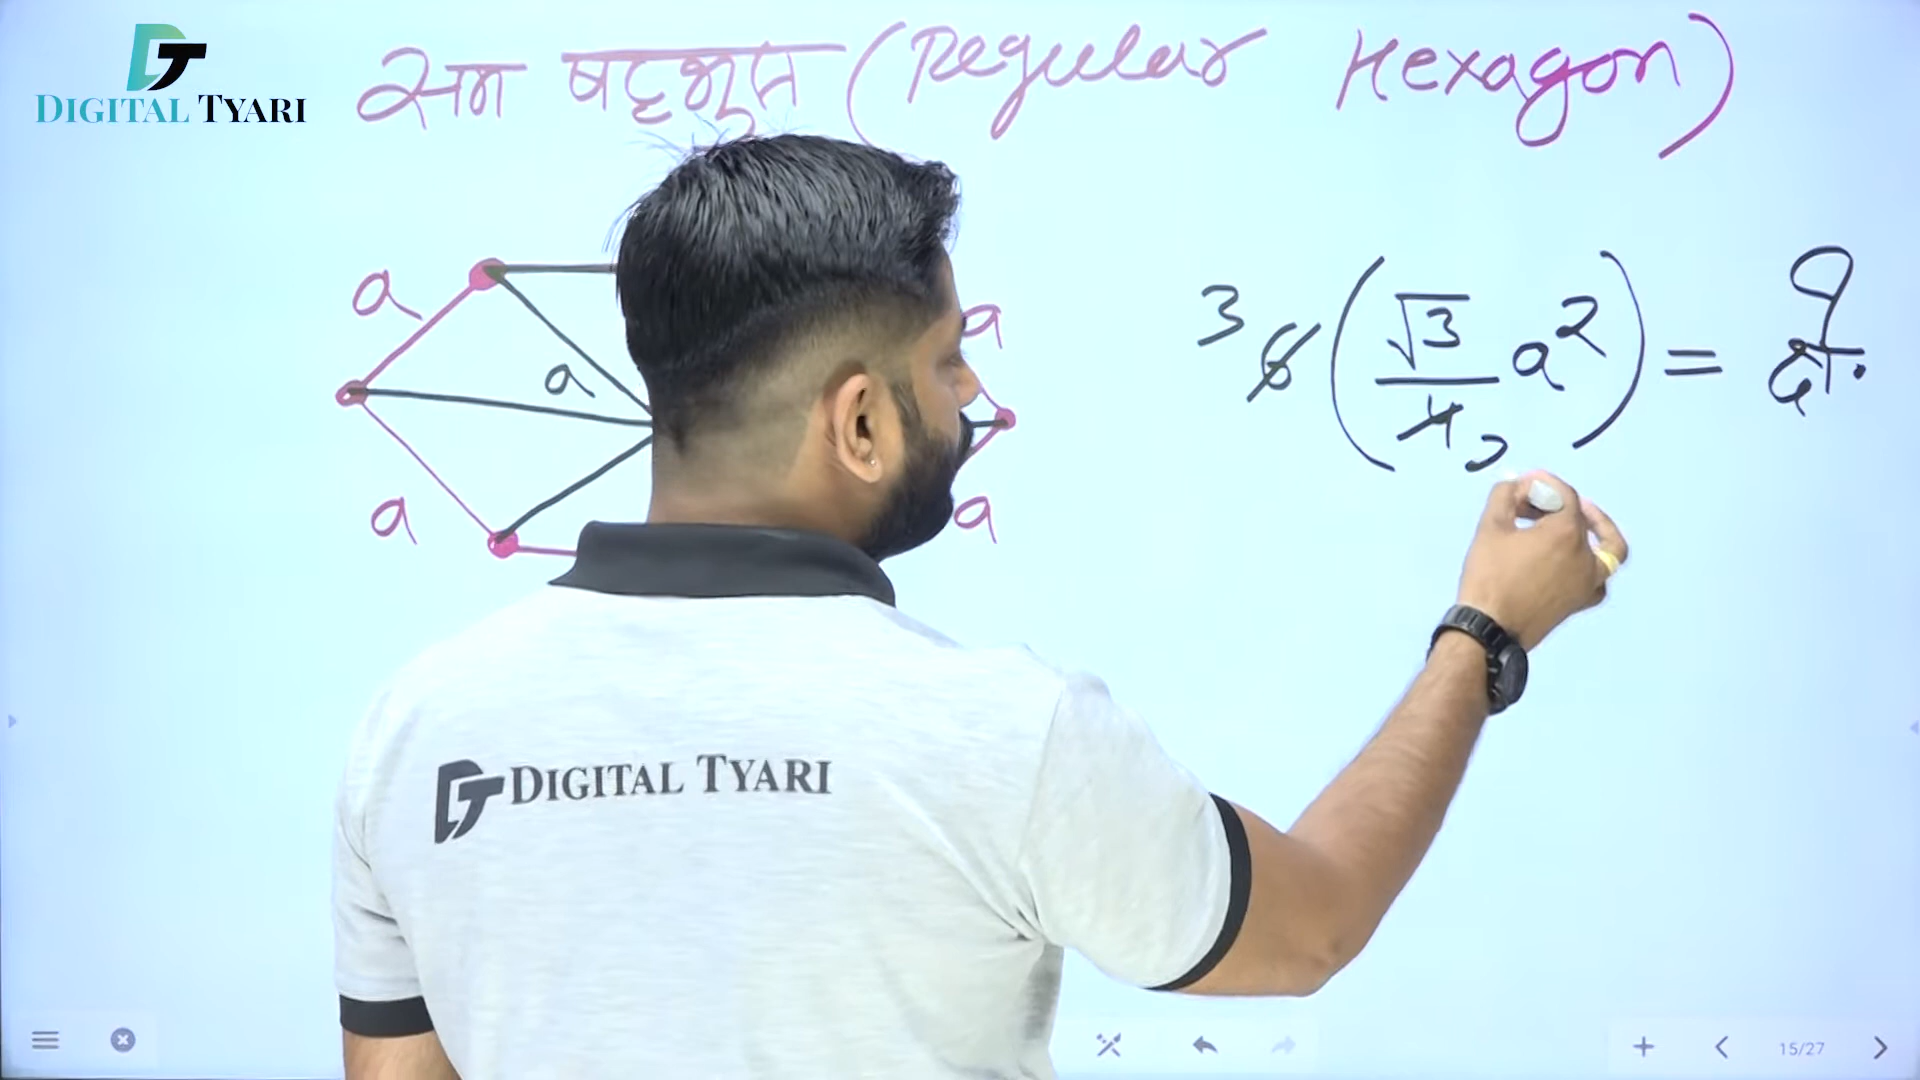 DIGITAL TYARI
सम षट्भुज (Regular Hexagon)
a
a
a
a
a
3 6 (√3/4 2 a²) =
DIGITAL TYARI
15/27